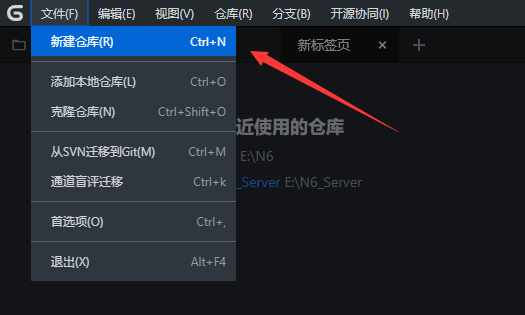 文件(F) 编辑(E) 视图(V) 仓库(R) 分支(B) 开源协同(I) 帮助(H)
新标签页
新建仓库(R) Ctrl+N
添加本地仓库(L) Ctrl+O
克隆仓库(N) Ctrl+Shift+O
近使用的仓库
从SVN迁移到Git(M) Ctrl+M
E:\N6
通道盲评迁移 Ctrl+k
_Server E:\N6_Server
首选项(O) Ctrl+,
退出(X) Alt+F4